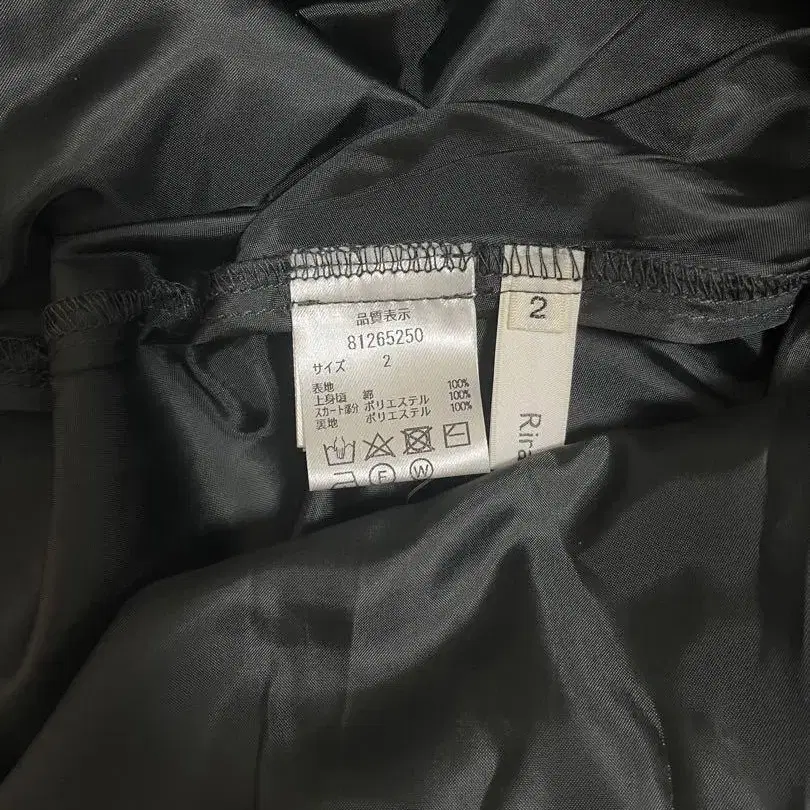 品質表示
81265250
サイズ 2
表地
上身頃 綿 100%
スカート部分 ポリエステル 100%
裏地 ポリエステル 100%
F W
2
Rira